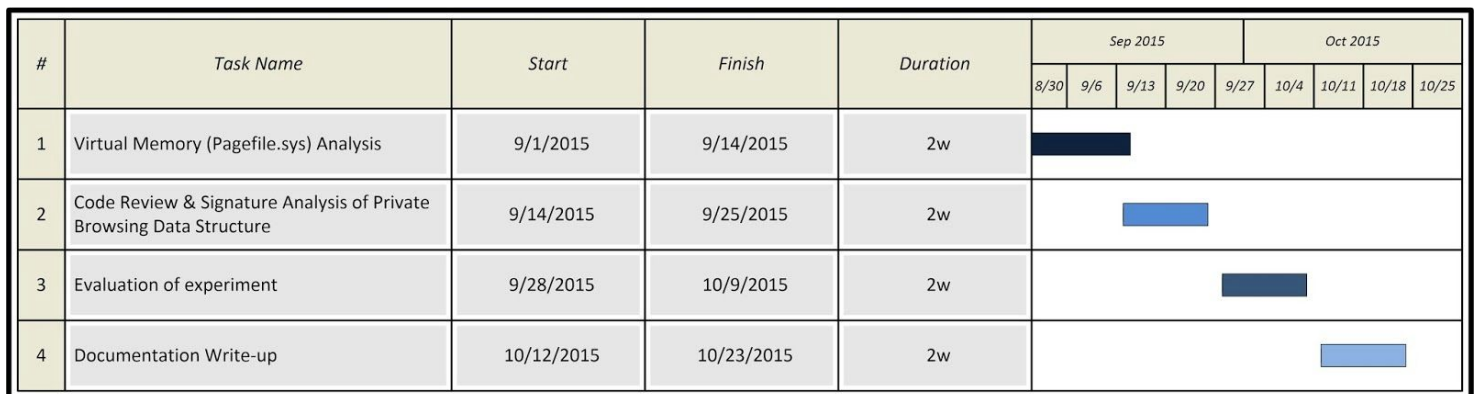 # Task Name Start Finish Duration Sep 2015 Oct 2015
8/30 9/6 9/13 9/20 9/27 10/4 10/11 10/18 10/25
1 Virtual Memory (Pagefile.sys) Analysis 9/1/2015 9/14/2015 2w
2 Code Review & Signature Analysis of Private
Browsing Data Structure 9/14/2015 9/25/2015 2w
3 Evaluation of experiment 9/28/2015 10/9/2015 2w
4 Documentation Write-up 10/12/2015 10/23/2015 2w